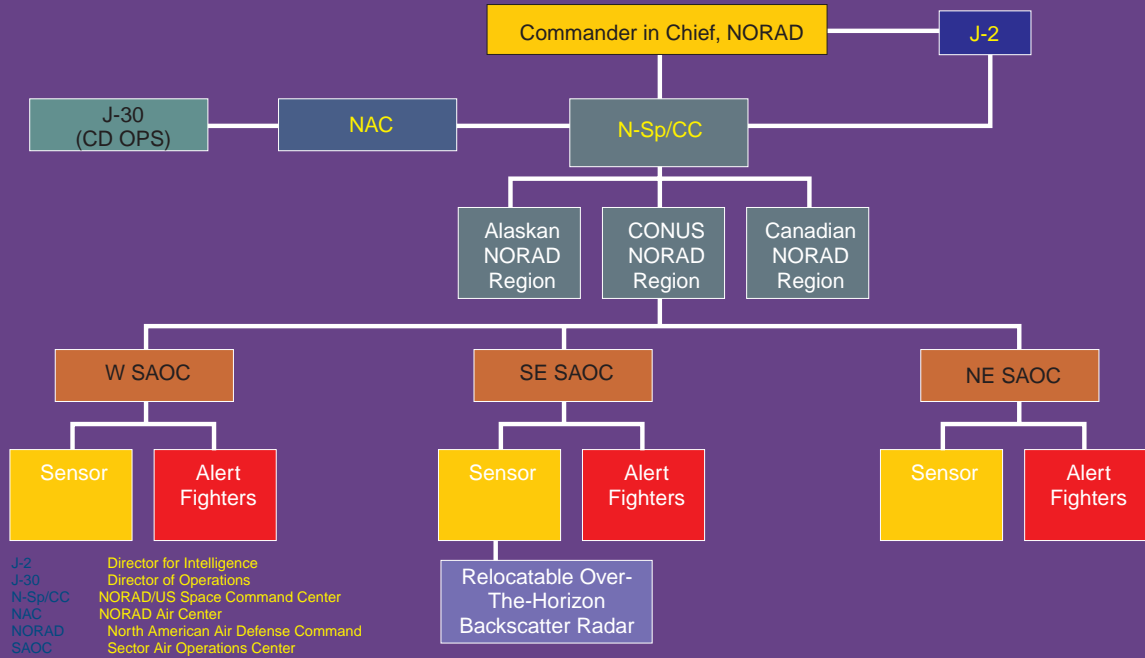 Commander in Chief, NORAD
J-2
J-30
(CD OPS)
NAC
N-Sp/CC
Alaskan
NORAD
Region
CONUS
NORAD
Region
Canadian
NORAD
Region
W SAOC
SE SAOC
NE SAOC
Sensor
Alert
Fighters
Sensor
Alert
Fighters
Sensor
Alert
Fighters
Relocatable Over-
The-Horizon
Backscatter Radar
J-2 Director for Intelligence
J-30 Director of Operations
N-Sp/CC NORAD/US Space Command Center
NAC NORAD Air Center
NORAD North American Air Defense Command
SAOC Sector Air Operations Center